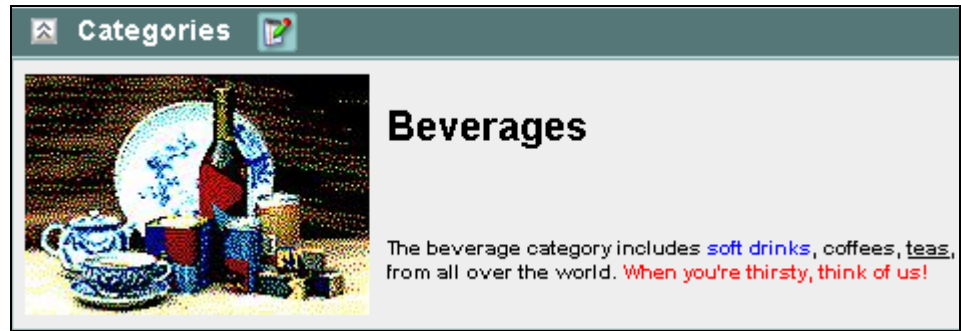 Categories
Beverages
The beverage category includes soft drinks, coffees, teas,
from all over the world. When you're thirsty, think of us!